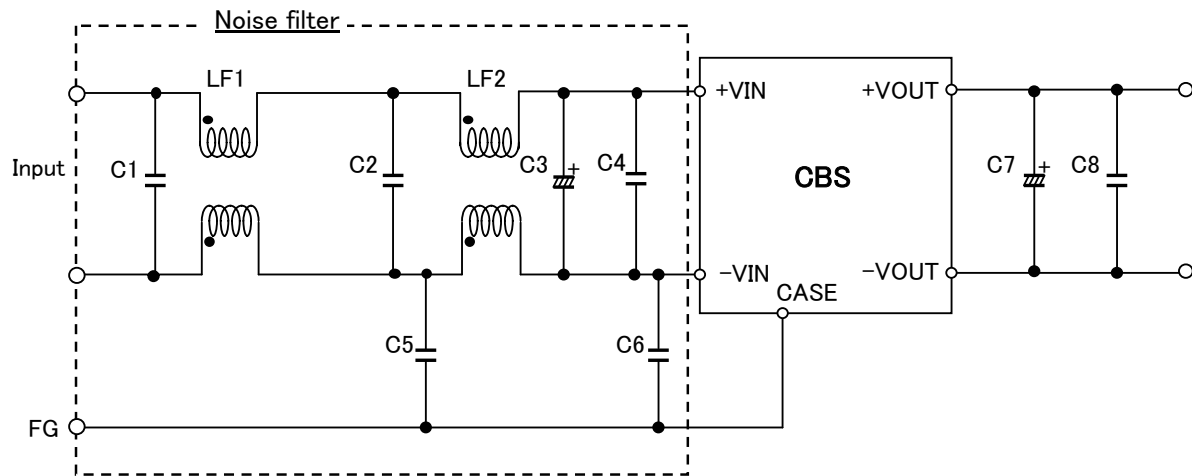 Noise filter
LF1
LF2
+VIN
+VOUT
Input
C1
C2
C3
+
C4
CBS
C7
+
C8
-VIN
-VOUT
CASE
C5
C6
FG